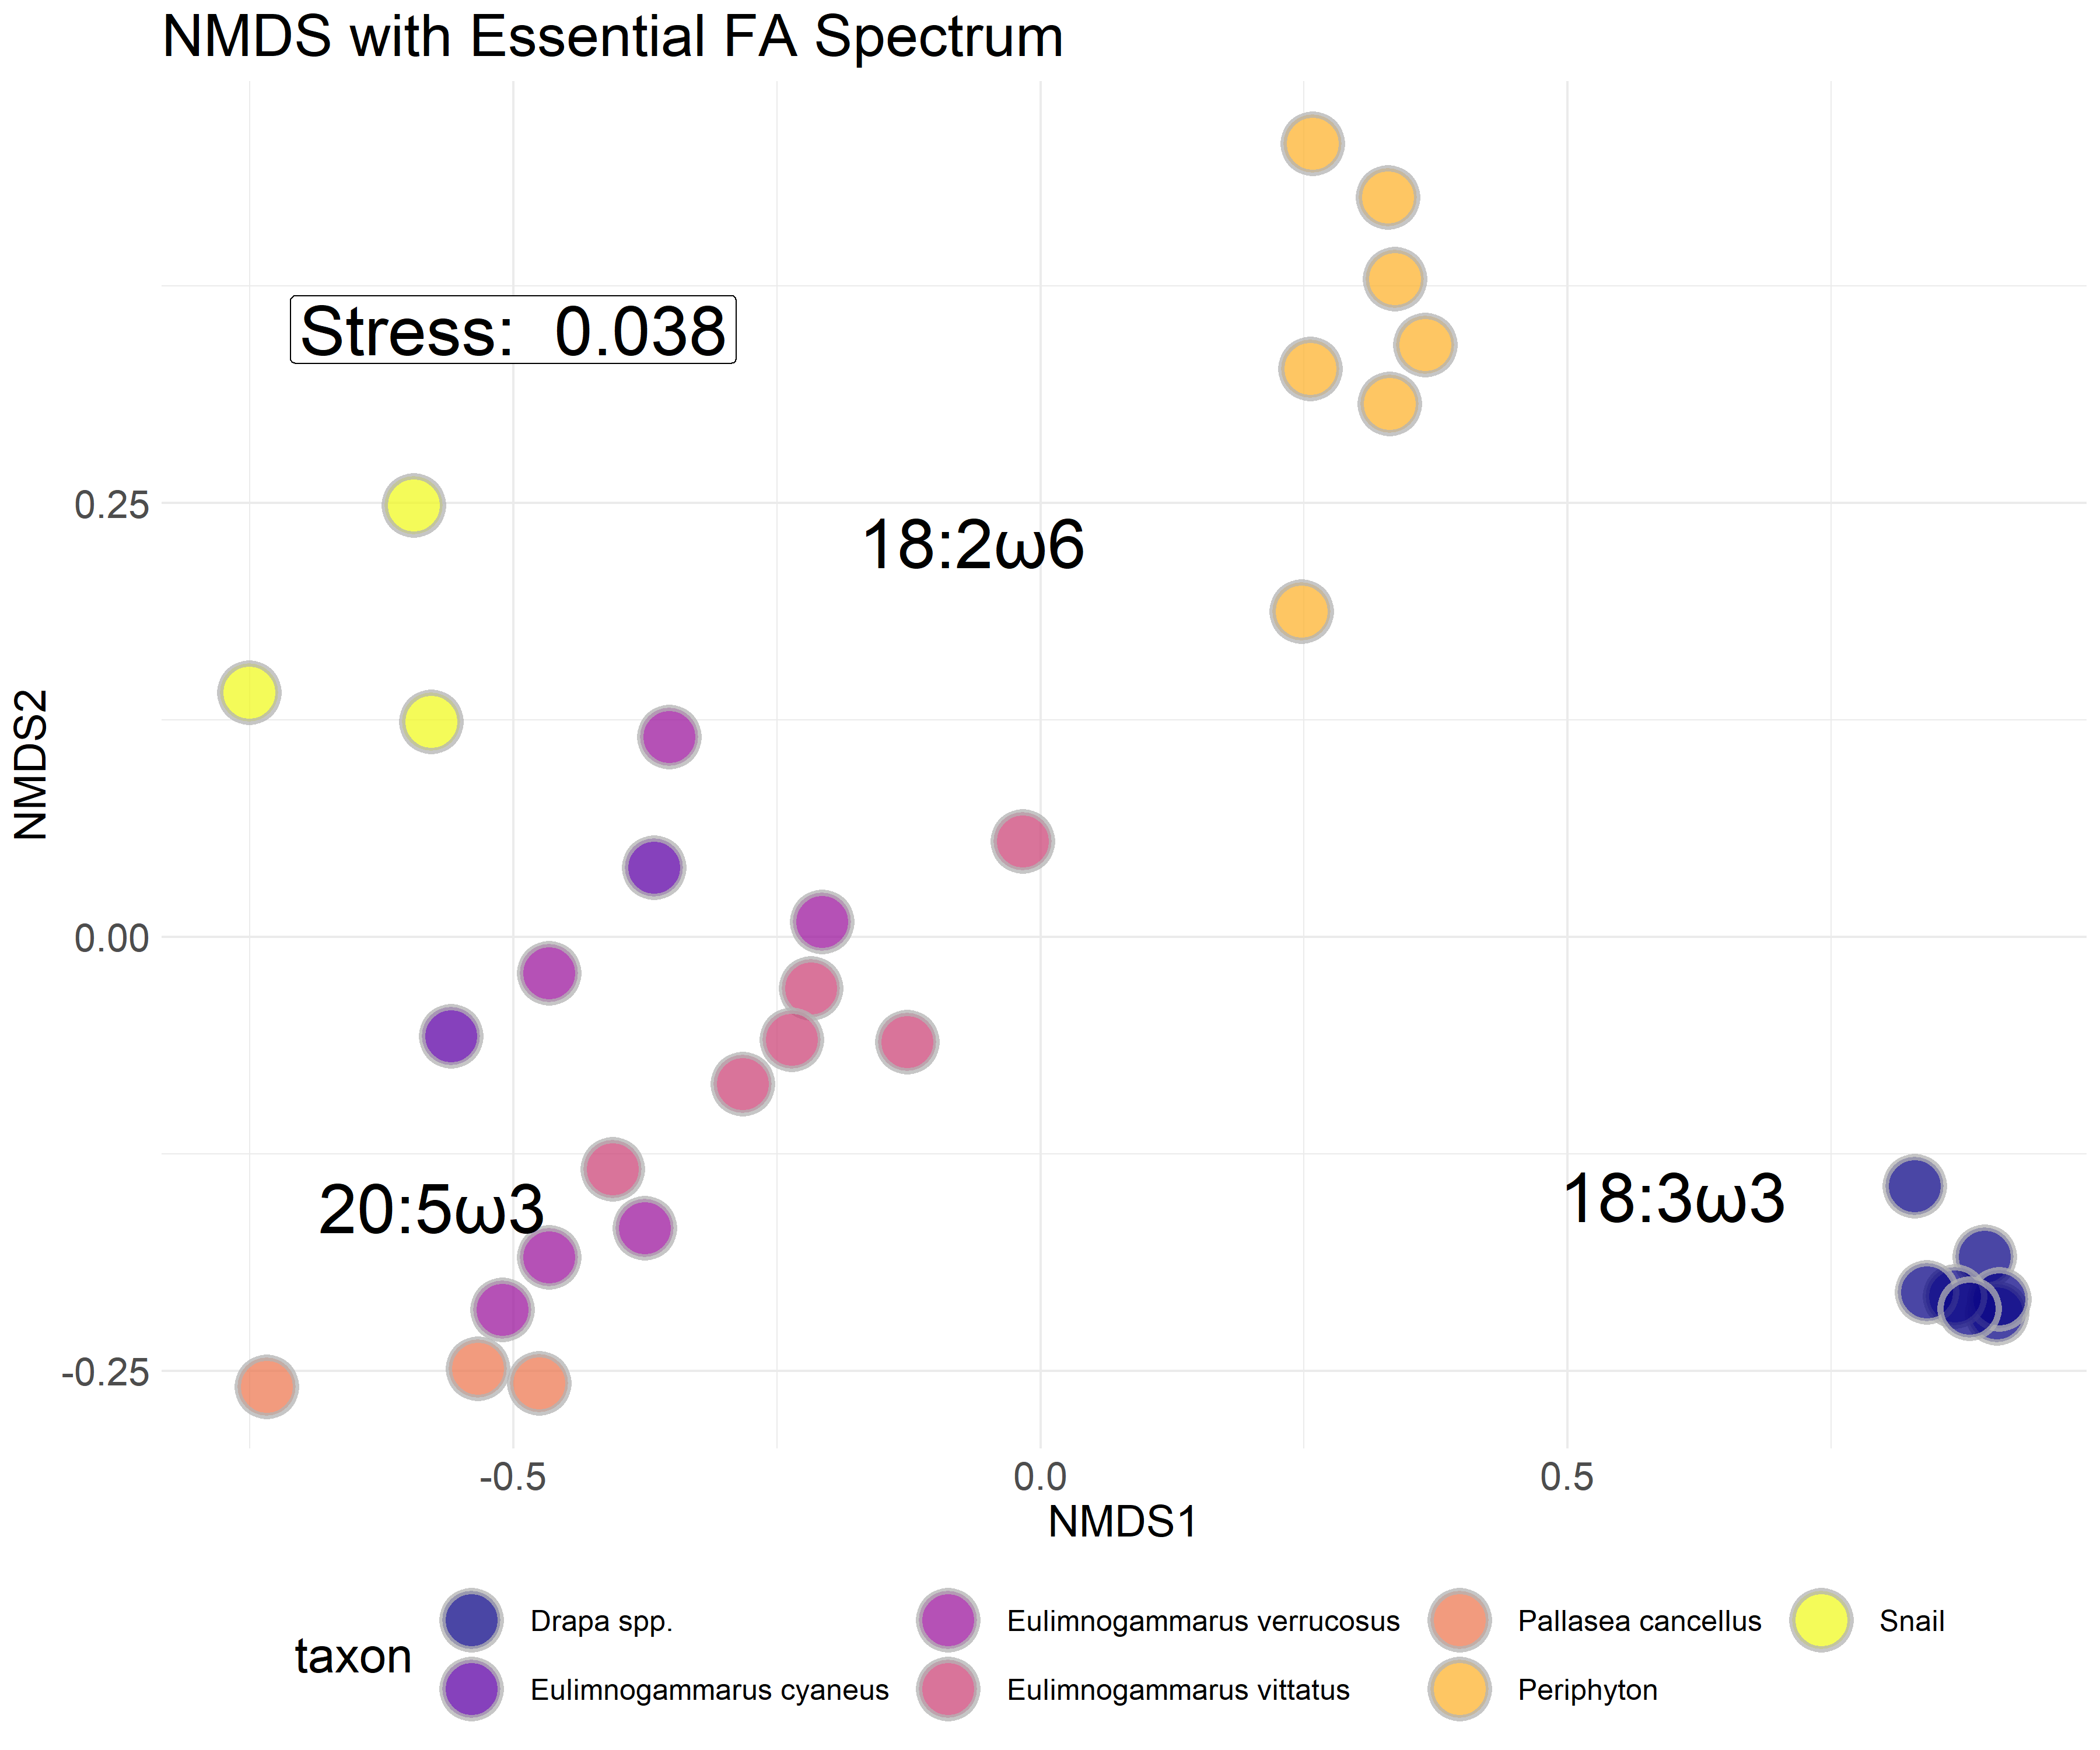 NMDS with Essential FA Spectrum
Stress:  0.038
0.25
18:2ω6
NMDS2
0.00
20:5ω3
18:3ω3
-0.25
-0.5
0.0
0.5
NMDS1
taxon
Drapa spp.
Eulimnogammarus verrucosus
Pallasea cancellus
Snail
Eulimnogammarus cyaneus
Eulimnogammarus vittatus
Periphyton